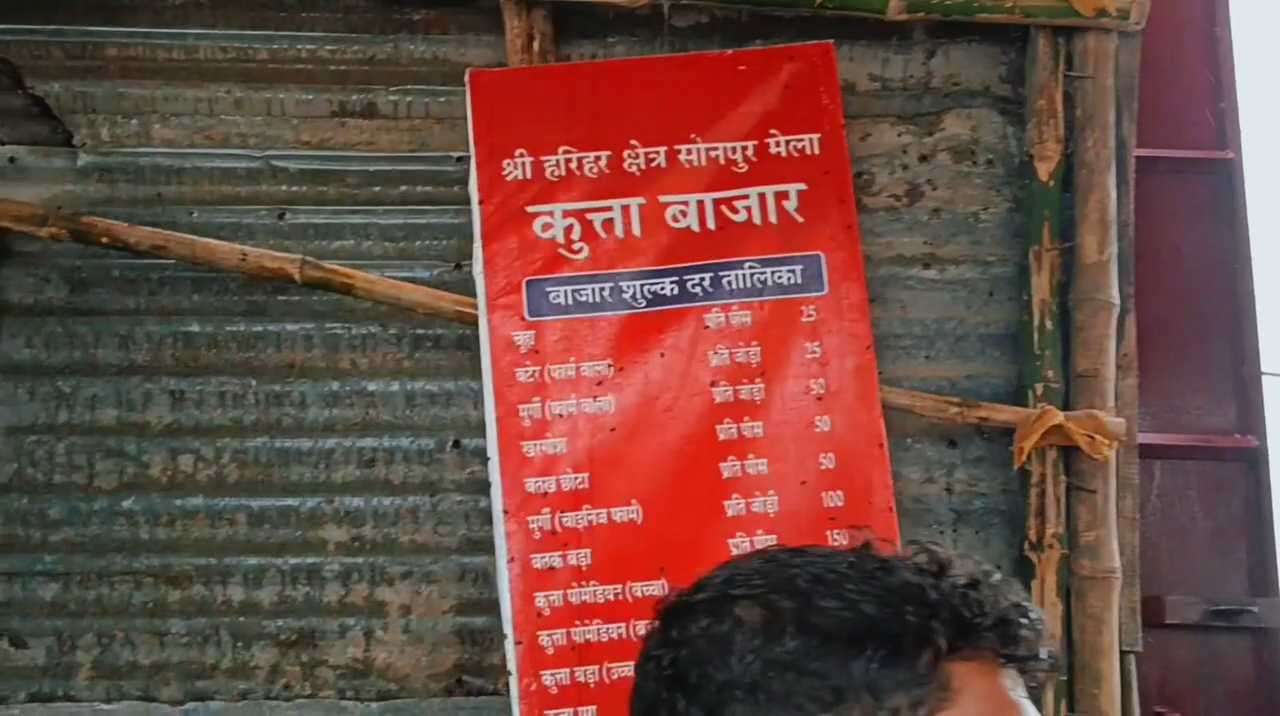 श्री हरिहर क्षेत्र सोनपुर मेला
कुत्ता बाजार
बाजार शुल्क दर तालिका
चूहा प्रति पीस 25
बटेर (फार्म वाला) प्रति जोड़ी 25
मुर्गी (फार्म वाला) प्रति जोड़ी 50
खरगोश प्रति पीस 50
बतख छोटा प्रति पीस 50
मुर्गी (चाइनिज फार्म) प्रति जोड़ी 100
बतक बड़ा प्रति पीस 150
कुत्ता पोमेडियन (बच्चा)
कुत्ता पोमेडियन
कुत्ता बड़ा